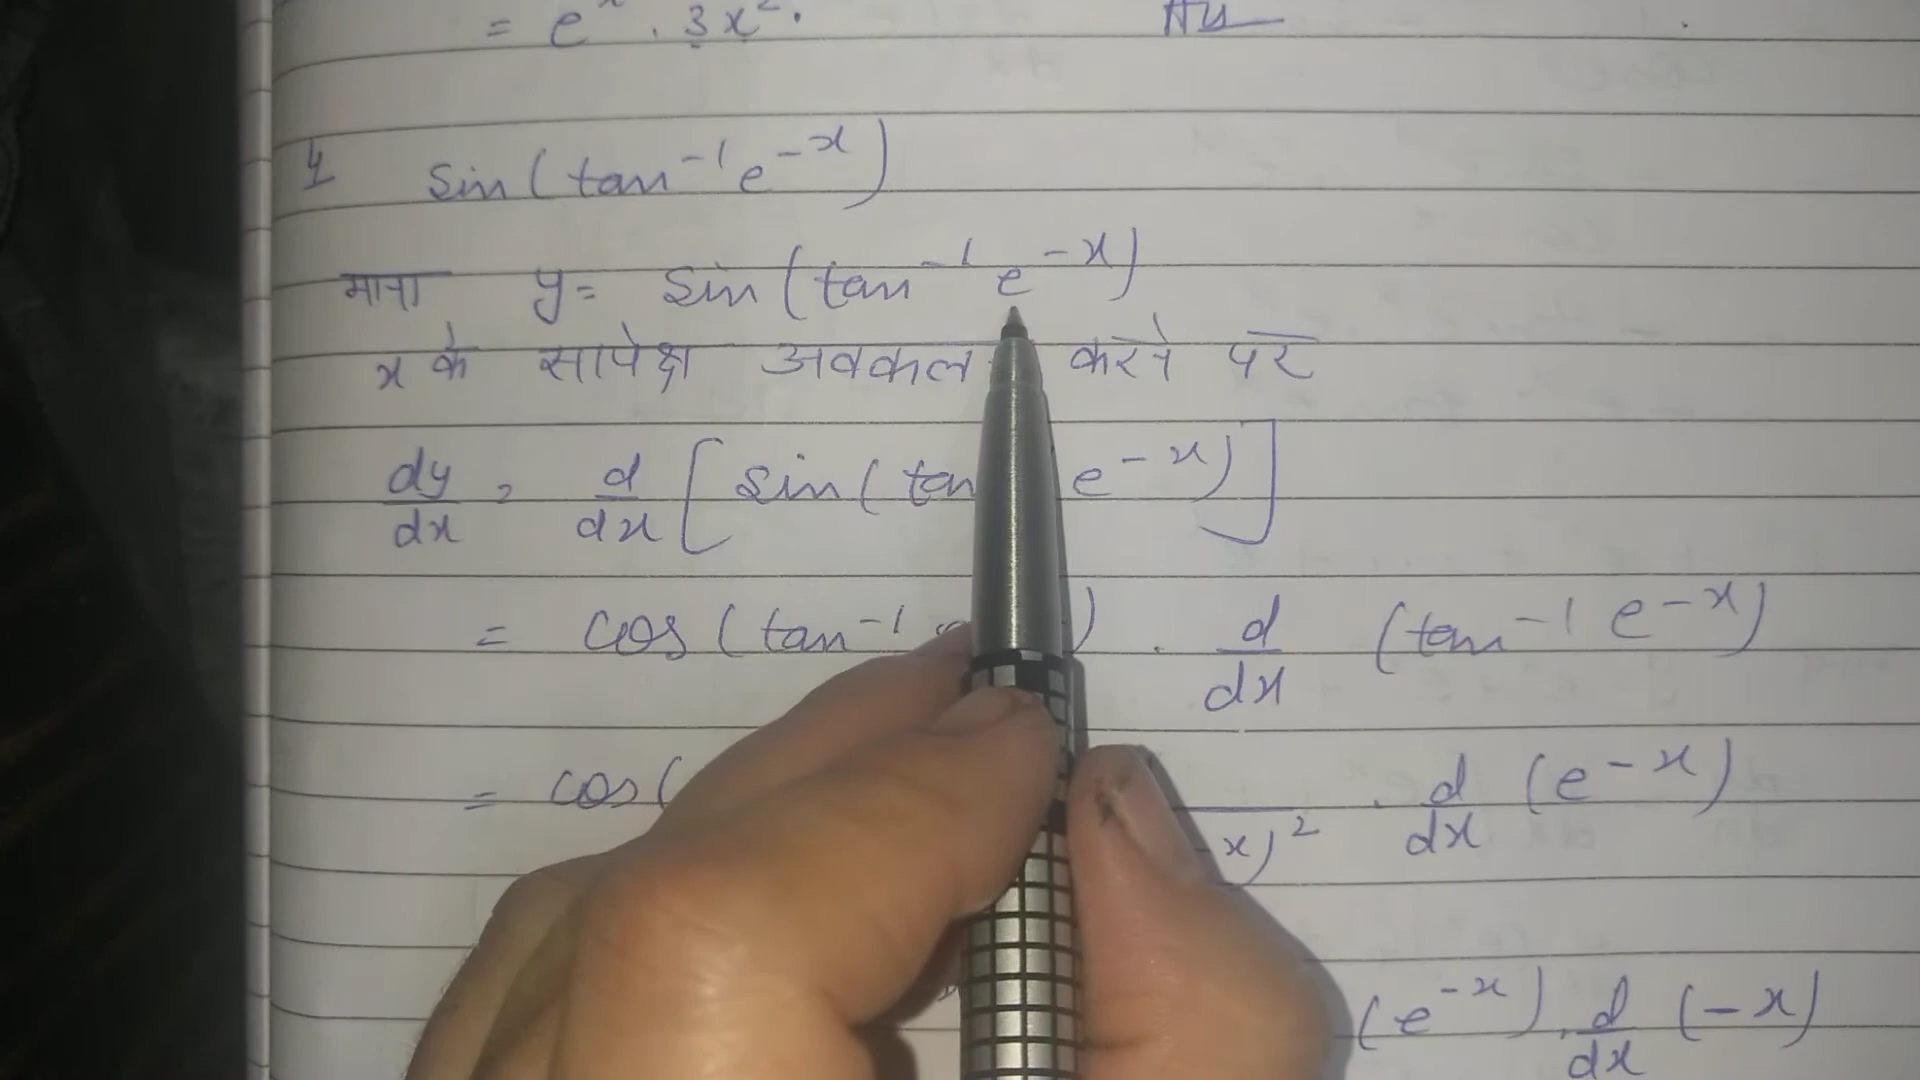 = e^x . 3x². Ans
4 sin(tan⁻¹e⁻ˣ)
माना y= sin(tan⁻¹e⁻ˣ)
x के सापेक्ष अवकलन करने पर
dy/dx = d/dx [sin(tan e⁻ˣ)]
= cos(tan⁻¹ ) . d/dx (tan⁻¹ e⁻ˣ)
= cos( x)² . d/dx (e⁻ˣ)
(e⁻ˣ) . d/dx (-x)